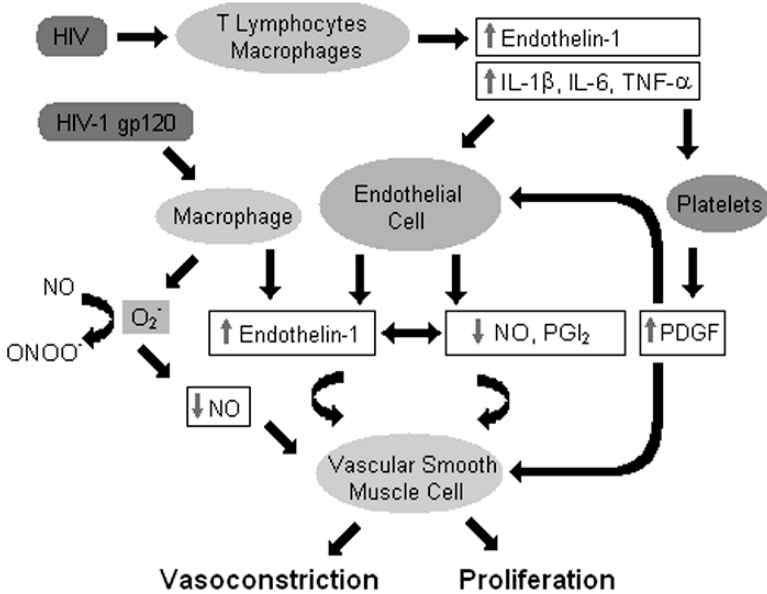 HIV
T Lymphocytes
Macrophages
↑ Endothelin-1
↑ IL-1β, IL-6, TNF-α
HIV-1 gp120
Macrophage
Endothelial
Cell
Platelets
NO
O₂⁻
ONOO⁻
↑ Endothelin-1
↓ NO, PGI₂
↑ PDGF
↓ NO
Vascular Smooth
Muscle Cell
Vasoconstriction
Proliferation